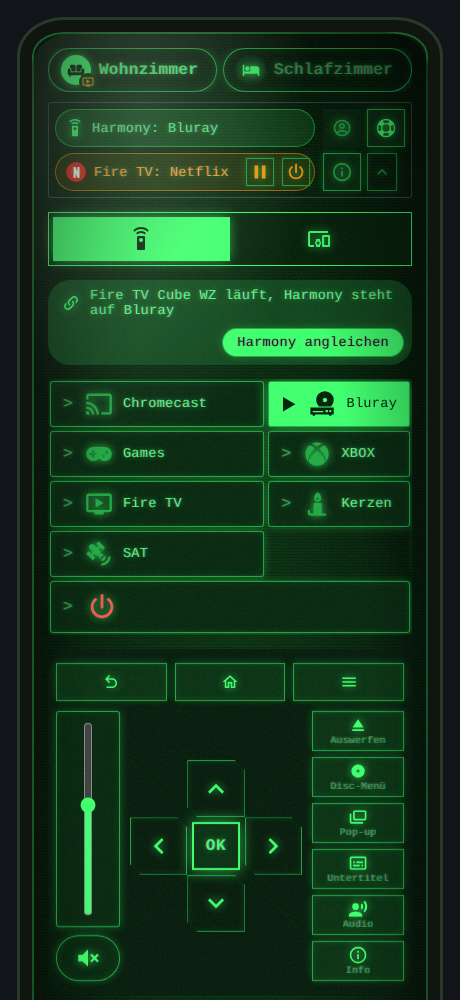 Wohnzimmer
Schlafzimmer
Harmony: Bluray
N Fire TV: Netflix
Fire TV Cube WZ läuft, Harmony steht
auf Bluray
Harmony angleichen
> Chromecast
Bluray
> Games
> XBOX
> Fire TV
> Kerzen
> SAT
>
Auswerfen
Disc-Menü
Pop-up
OK
Untertitel
Audio
Info